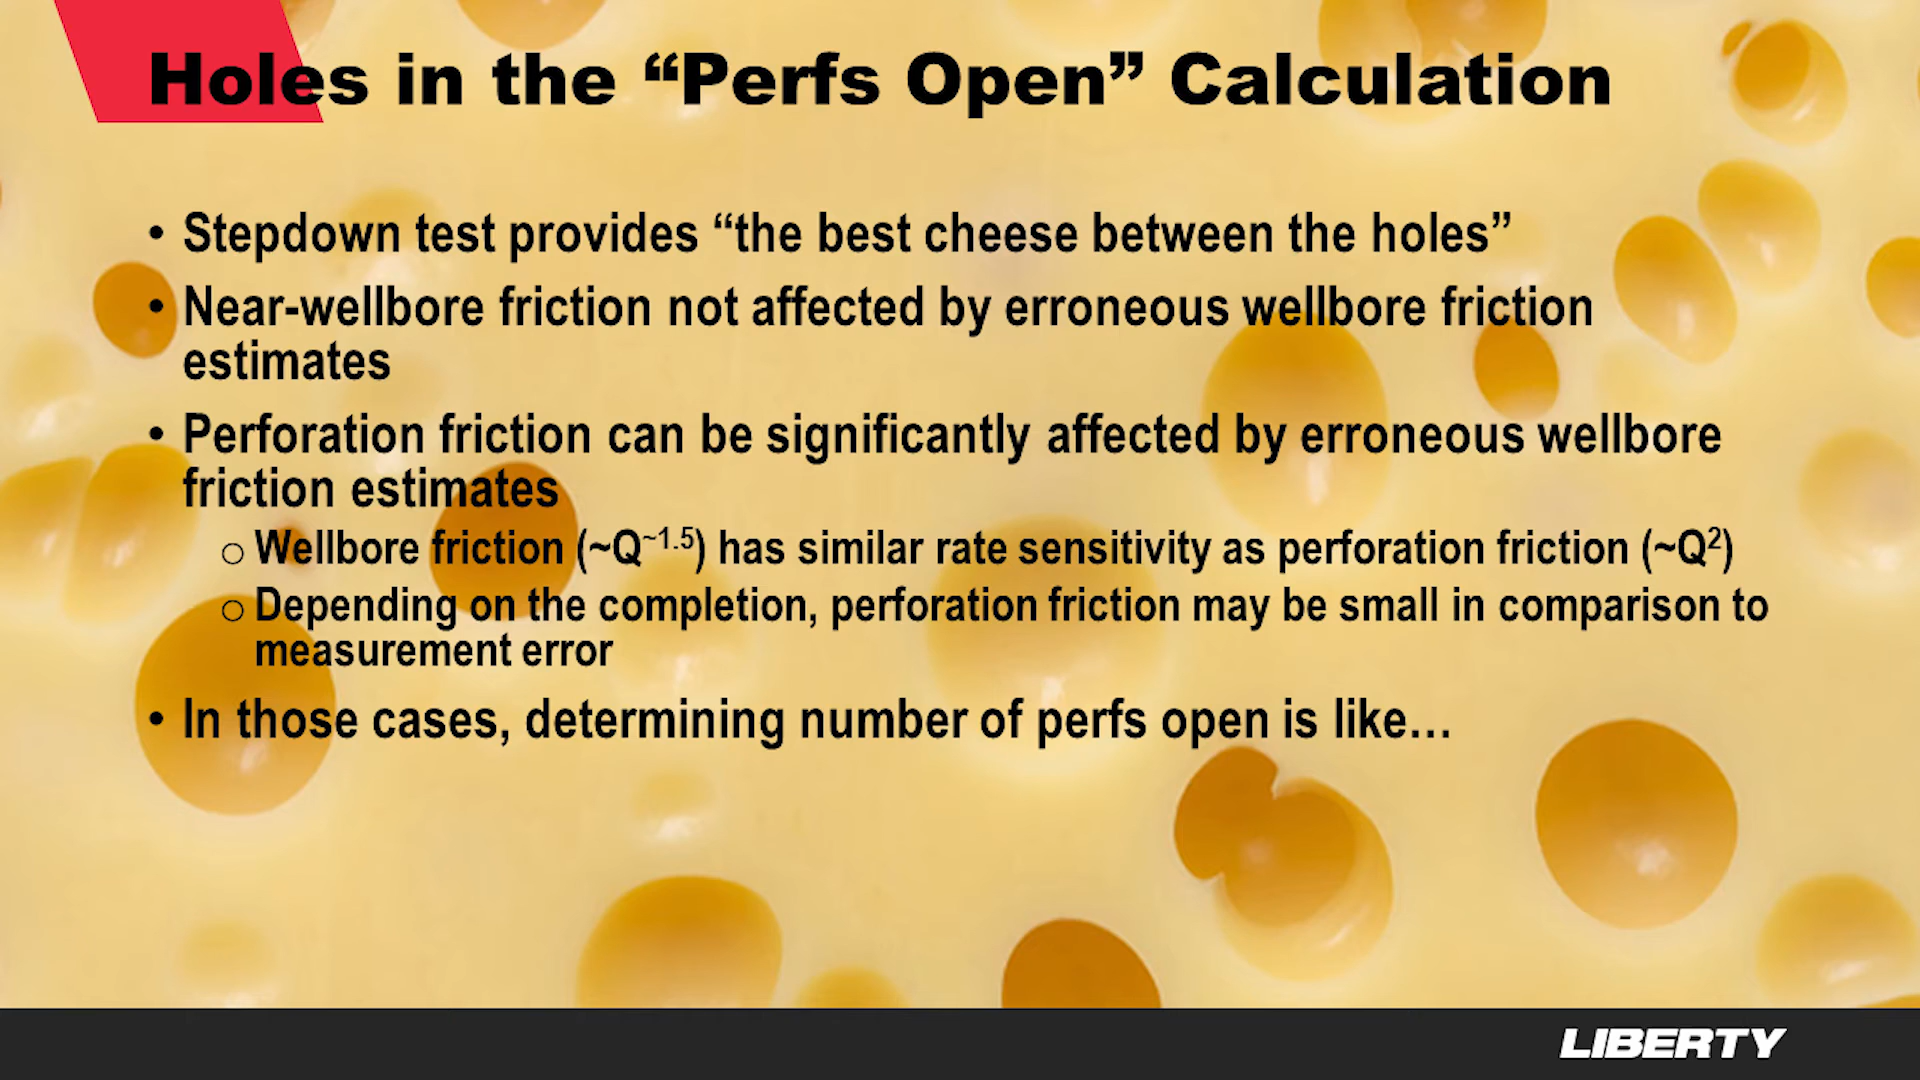 Holes in the “Perfs Open” Calculation
• Stepdown test provides “the best cheese between the holes”
• Near-wellbore friction not affected by erroneous wellbore friction
estimates
• Perforation friction can be significantly affected by erroneous wellbore
friction estimates
○ Wellbore friction (~Q^~1.5) has similar rate sensitivity as perforation friction (~Q²)
○ Depending on the completion, perforation friction may be small in comparison to
measurement error
• In those cases, determining number of perfs open is like…
LIBERTY